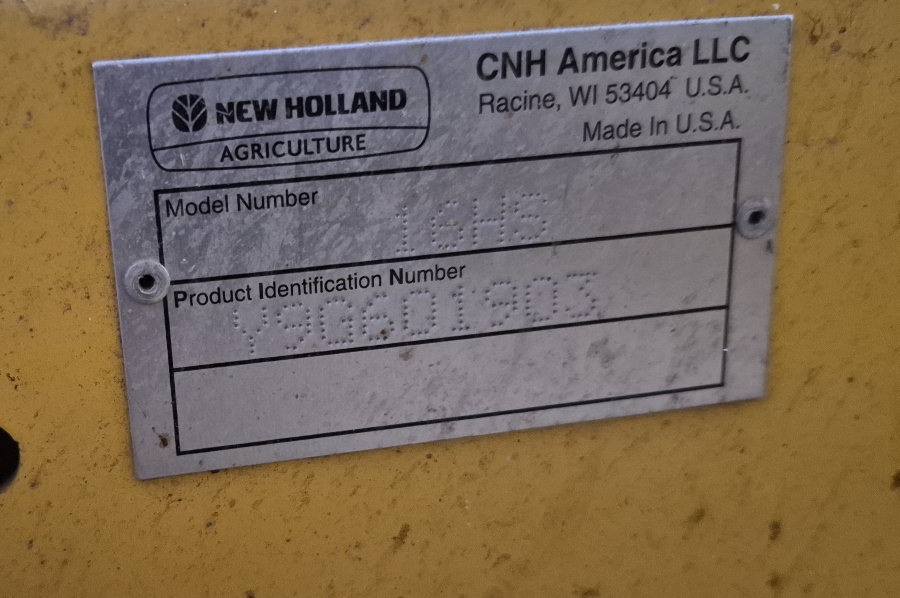 NEW HOLLAND
AGRICULTURE
CNH America LLC
Racine, WI 53404 U.S.A.
Made In U.S.A.
Model Number
16HS
Product Identification Number
Y9G601903